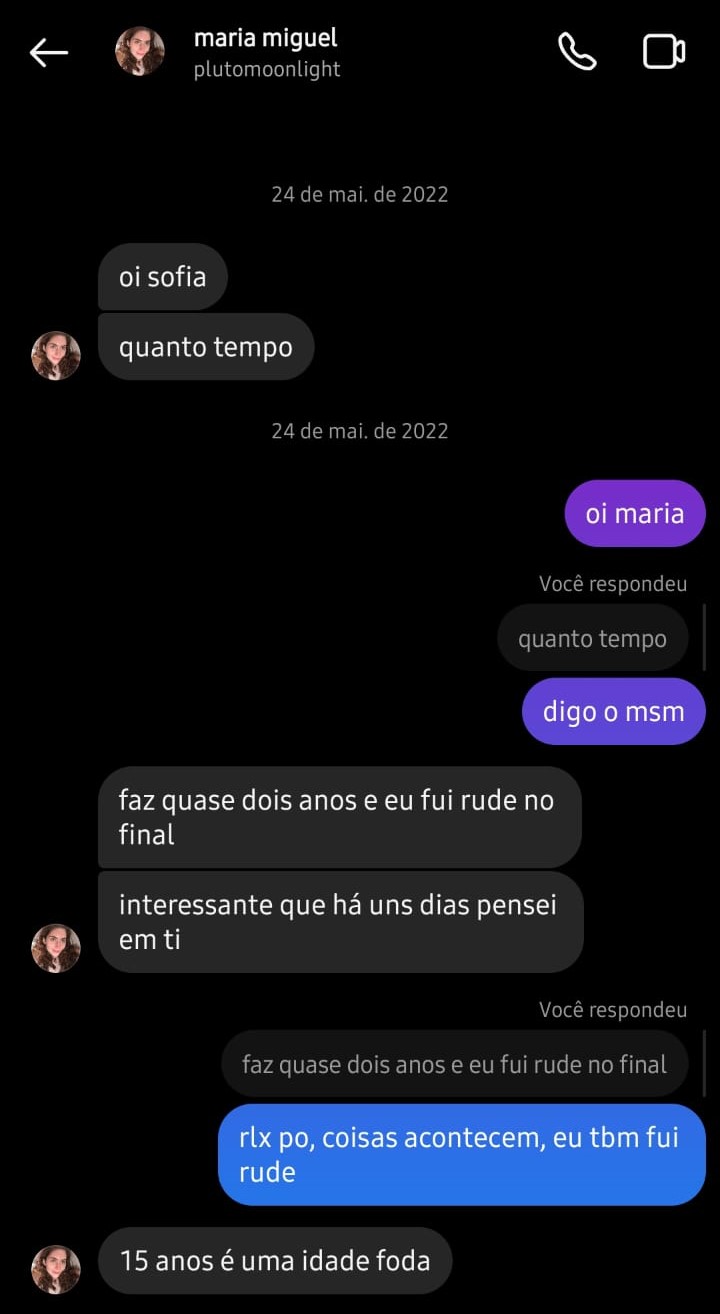 maria miguel
plutomoonlight
24 de mai. de 2022
oi sofia
quanto tempo
24 de mai. de 2022
oi maria
Você respondeu
quanto tempo
digo o msm
faz quase dois anos e eu fui rude no
final
interessante que há uns dias pensei
em ti
Você respondeu
faz quase dois anos e eu fui rude no final
rlx po, coisas acontecem, eu tbm fui
rude
15 anos é uma idade foda